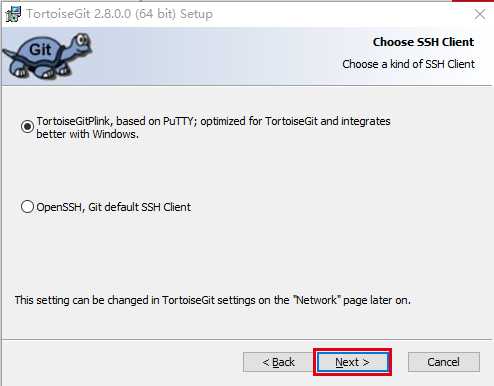 TortoiseGit 2.8.0.0 (64 bit) Setup
Git
Choose SSH Client
Choose a kind of SSH Client
TortoiseGitPlink, based on PuTTY; optimized for TortoiseGit and integrates
better with Windows.
OpenSSH, Git default SSH Client
This setting can be changed in TortoiseGit settings on the "Network" page later on.
< Back
Next >
Cancel